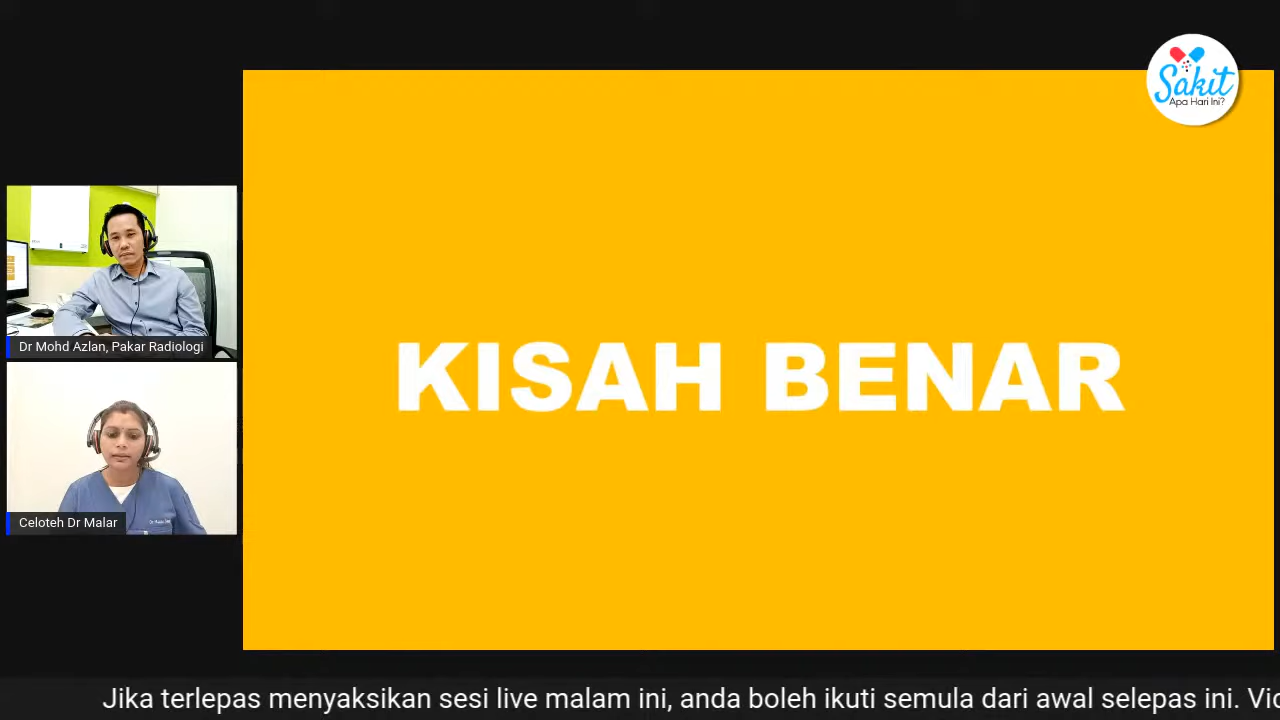 Sakit
Apa Hari Ini?
KISAH BENAR
Dr Mohd Azlan, Pakar Radiologi
Celoteh Dr Malar
Jika terlepas menyaksikan sesi live malam ini, anda boleh ikuti semula dari awal selepas ini.